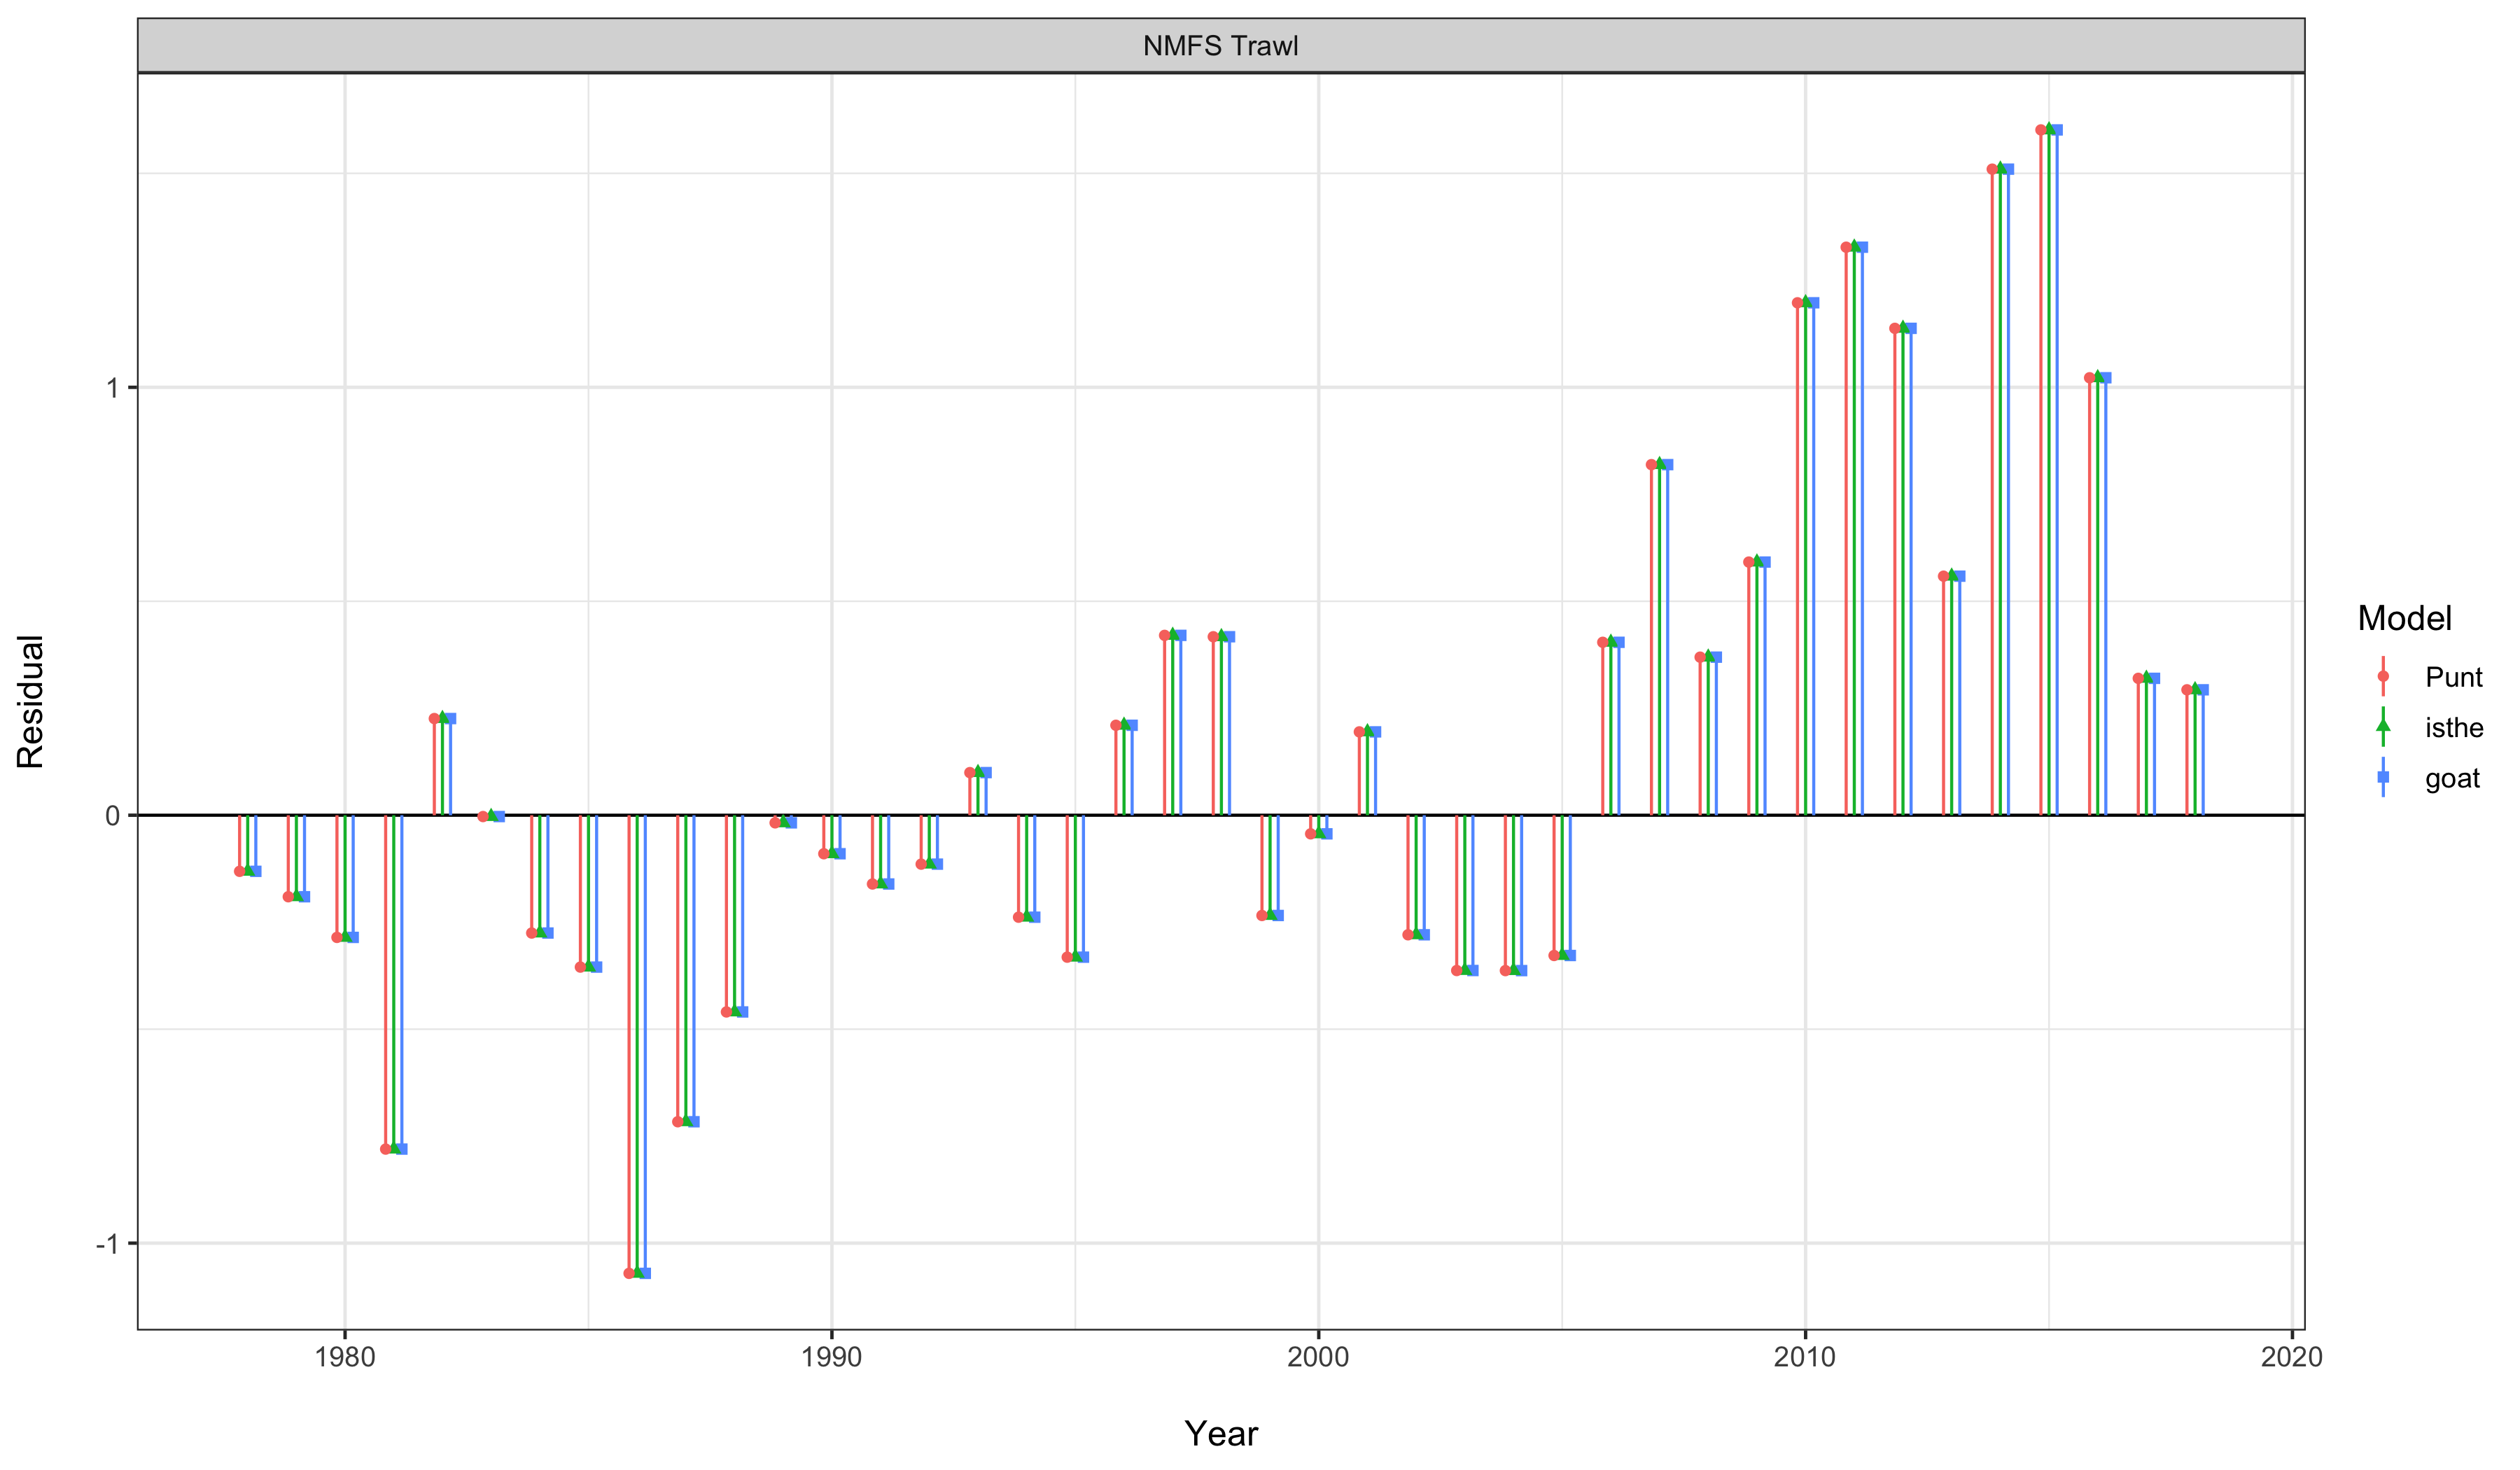 NMFS Trawl
Residual
1
0
-1
1980 1990 2000 2010 2020
Year
Model
Punt
isthe
goat